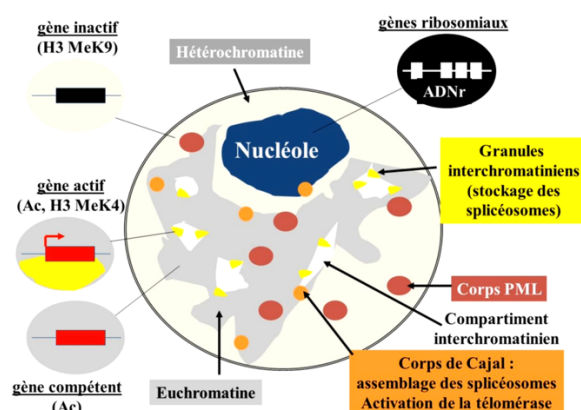 gène inactif
(H3 MeK9)
Hétérochromatine
gènes ribosomiaux
ADNr
Nucléole
gène actif
(Ac, H3 MeK4)
Granules
interchromatiniens
(stockage des
splicéosomes)
Corps PML
Compartiment
interchromatinien
Corps de Cajal :
assemblage des splicéosomes
Activation de la télomérase
Euchromatine
gène compétent
(Ac)